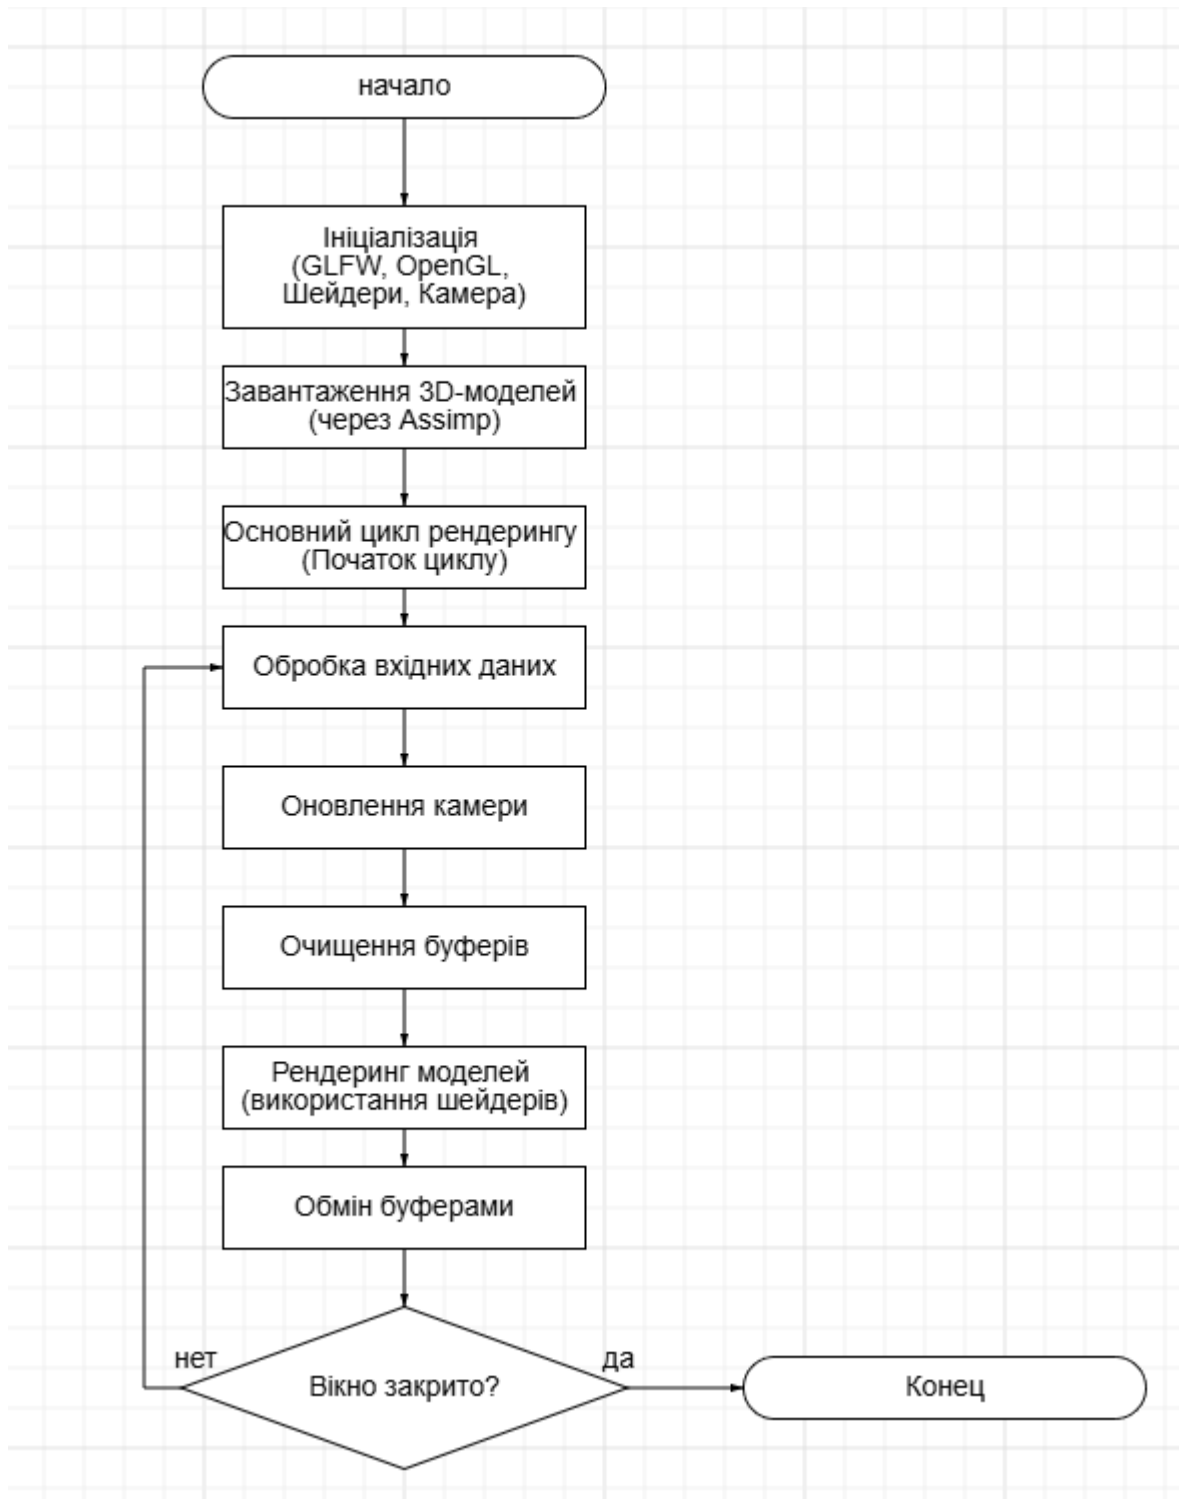 начало
Ініціалізація
(GLFW, OpenGL,
Шейдери, Камера)
Завантаження 3D-моделей
(через Assimp)
Основний цикл рендерингу
(Початок циклу)
Обробка вхідних даних
Оновлення камери
Очищення буферів
Рендеринг моделей
(використання шейдерів)
Обмін буферами
нет
да
Вікно закрито?
Конец